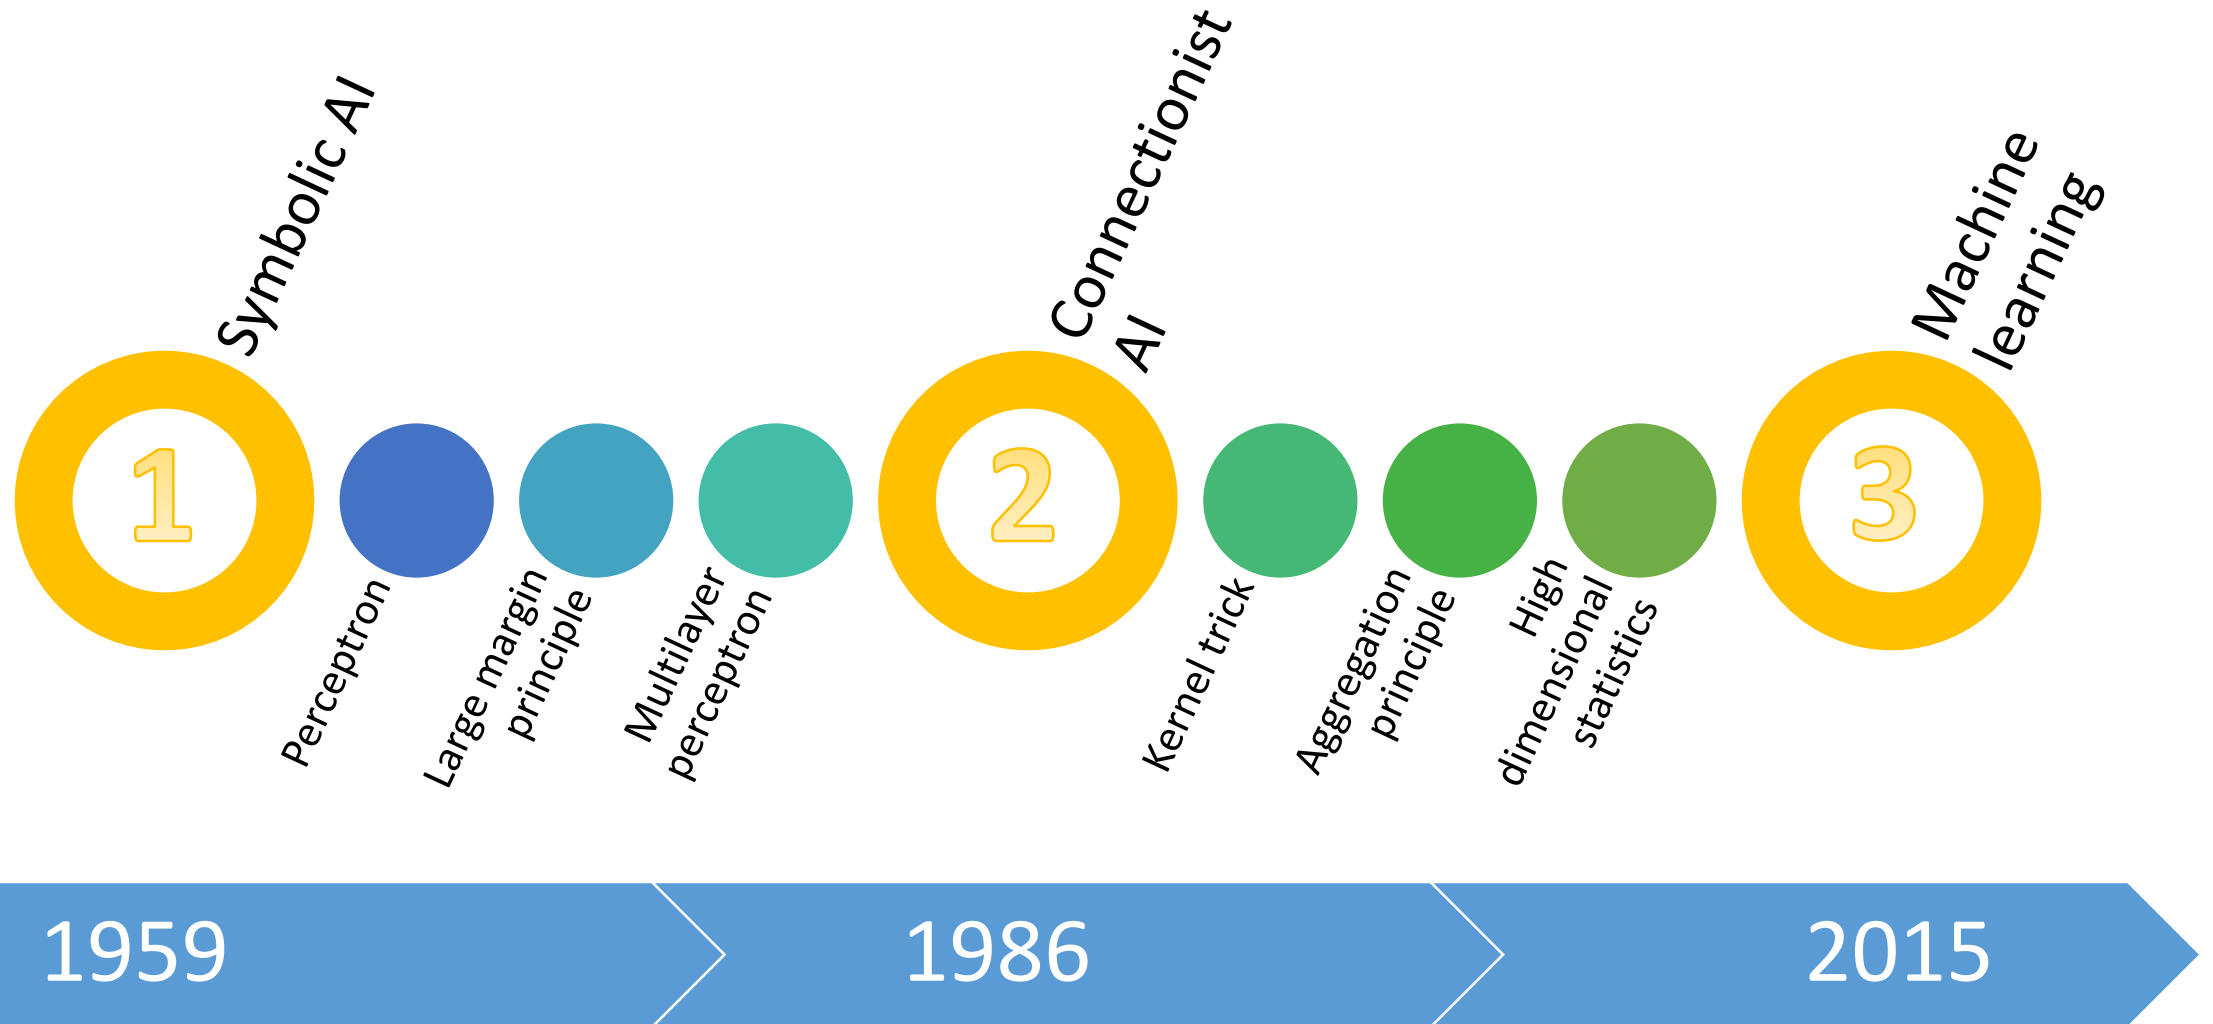 Symbolic AI
Connectionist
AI
Machine
learning
1
2
3
Perceptron
Large margin
principle
Multilayer
perceptron
Kernel trick
Aggregation
principle
High
dimensional
statistics
1959
1986
2015